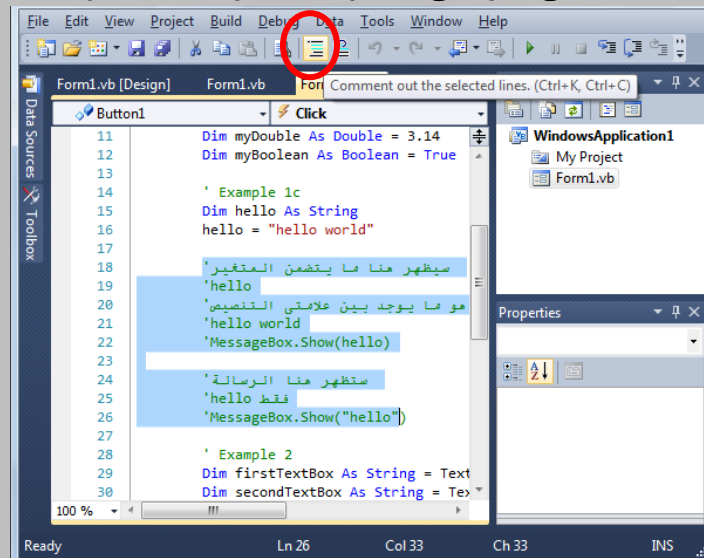 File Edit View Project Build Debug Data Tools Window Help
Form1.vb [Design] Form1.vb
Comment out the selected lines. (Ctrl+K, Ctrl+C)
Button1 Click
Data Sources
Toolbox
11 Dim myDouble As Double = 3.14
12 Dim myBoolean As Boolean = True
13
14 ' Example 1c
15 Dim hello As String
16 hello = "hello world"
17
18 'سيظهر هنا ما يتضمن المتغير
19 'hello
20 'هو ما يوجد بين علامتى التنصيص
21 'hello world
22 'MessageBox.Show(hello)
23
24 'ستظهر هنا الرسالة
25 'hello فقط
26 'MessageBox.Show("hello")
27
28 ' Example 2
29 Dim firstTextBox As String = Text
30 Dim secondTextBox As String = Tex
100 %
WindowsApplication1
My Project
Form1.vb
Properties
Ready Ln 26 Col 33 Ch 33 INS